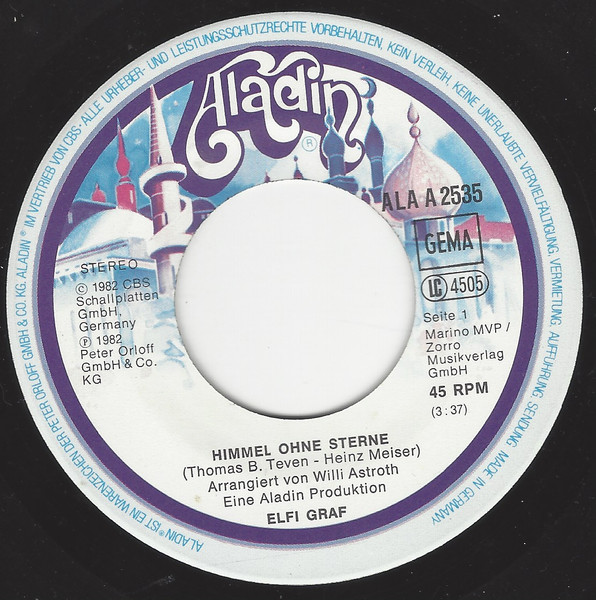 Aladin
®
ALA A 2535
GEMA
LC 4505
STEREO
© 1982 CBS
Schallplatten
GmbH,
Germany
℗ 1982
Peter Orloff
GmbH & Co.
KG
Seite 1
Marino MVP /
Zorro
Musikverlag
GmbH
45 RPM
(3:37)
HIMMEL OHNE STERNE
(Thomas B. Teven - Heinz Meiser)
Arrangiert von Willi Astroth
Eine Aladin Produktion
ELFI GRAF
ALADIN® IST EIN WARENZEICHEN DER PETER ORLOFF GMBH & CO. KG. ALADIN® IM VERTRIEB VON CBS · ALLE URHEBER- UND LEISTUNGSSCHUTZRECHTE VORBEHALTEN, KEIN VERLEIH, KEINE UNERLAUBTE VERVIELFÄLTIGUNG, VERMIETUNG, AUFFÜHRUNG, SENDUNG. MADE IN GERMANY